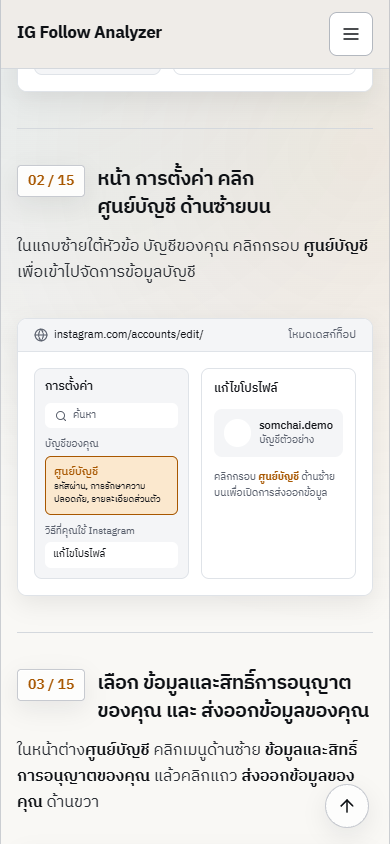 IG Follow Analyzer
02 / 15
หน้า การตั้งค่า คลิก
ศูนย์บัญชี ด้านซ้ายบน
ในแถบซ้ายใต้หัวข้อ บัญชีของคุณ คลิกกรอบ ศูนย์บัญชี
เพื่อเข้าไปจัดการข้อมูลบัญชี
instagram.com/accounts/edit/
โหมดเดสก์ท็อป
การตั้งค่า
ค้นหา
บัญชีของคุณ
ศูนย์บัญชี
รหัสผ่าน, การรักษาความ
ปลอดภัย, รายละเอียดส่วนตัว
วิธีที่คุณใช้ Instagram
แก้ไขโปรไฟล์
แก้ไขโปรไฟล์
somchai.demo
บัญชีตัวอย่าง
คลิกกรอบ ศูนย์บัญชี ด้านซ้าย
บนเพื่อเปิดการส่งออกข้อมูล
03 / 15
เลือก ข้อมูลและสิทธิ์การอนุญาต
ของคุณ และ ส่งออกข้อมูลของคุณ
ในหน้าต่างศูนย์บัญชี คลิกเมนูด้านซ้าย ข้อมูลและสิทธิ์
การอนุญาตของคุณ แล้วคลิกแถว ส่งออกข้อมูลของ
คุณ ด้านขวา